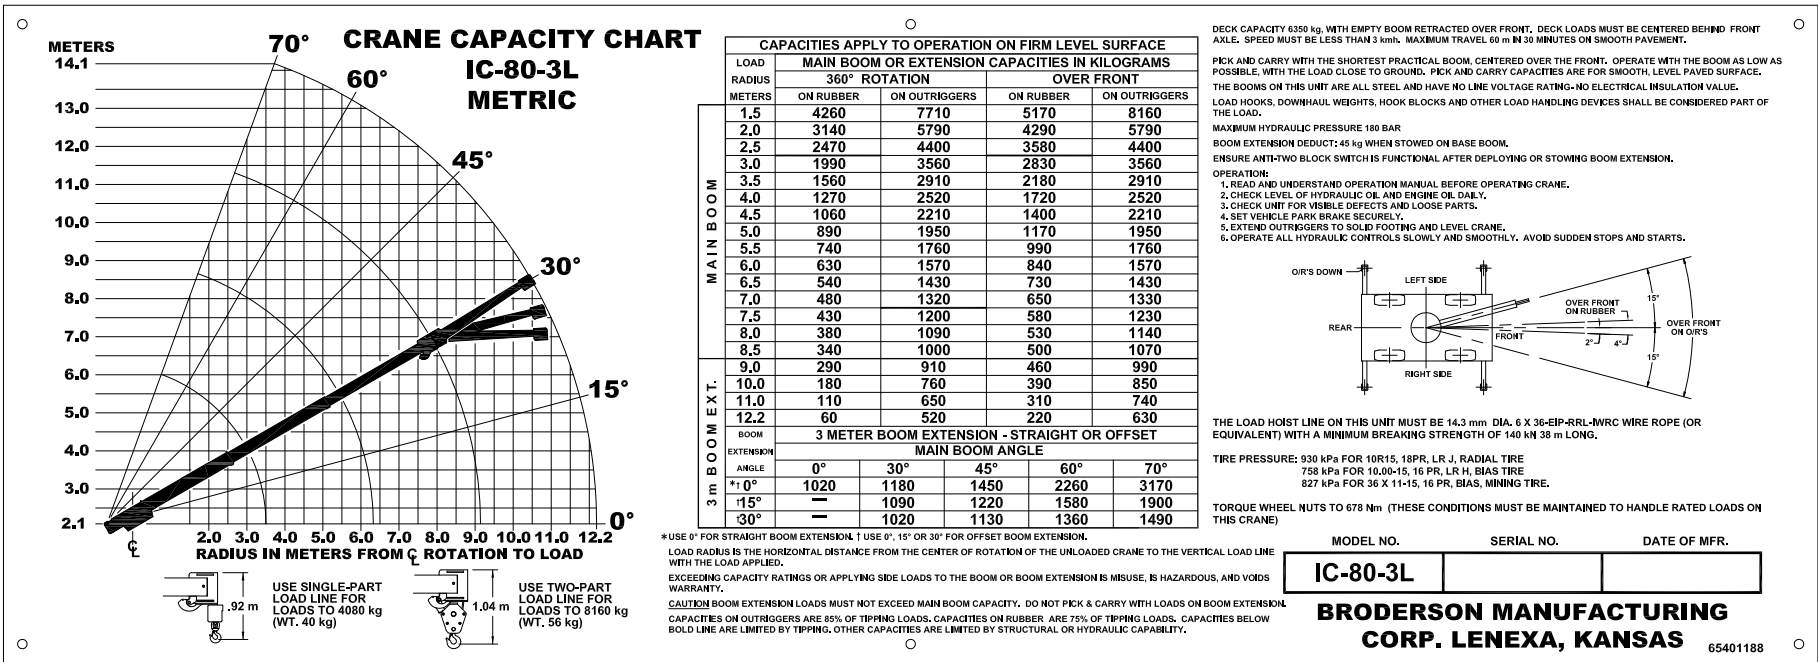 CRANE CAPACITY CHART
IC-80-3L
METRIC
METERS
14.1
13.0
12.0
11.0
10.0
9.0
8.0
7.0
6.0
5.0
4.0
3.0
2.1
70°
60°
45°
30°
15°
0°
℄ 2.0 3.0 4.0 5.0 6.0 7.0 8.0 9.0 10.0 11.0 12.2
RADIUS IN METERS FROM ℄ ROTATION TO LOAD
.92 m
USE SINGLE-PART
LOAD LINE FOR
LOADS TO 4080 kg
(WT. 40 kg)
1.04 m
USE TWO-PART
LOAD LINE FOR
LOADS TO 8160 kg
(WT. 56 kg)
CAPACITIES APPLY TO OPERATION ON FIRM LEVEL SURFACE
LOAD RADIUS METERS
MAIN BOOM OR EXTENSION CAPACITIES IN KILOGRAMS
360° ROTATION OVER FRONT
ON RUBBER ON OUTRIGGERS ON RUBBER ON OUTRIGGERS
MAIN BOOM
1.5 4260 7710 5170 8160
2.0 3140 5790 4290 5790
2.5 2470 4400 3580 4400
3.0 1990 3560 2830 3560
3.5 1560 2910 2180 2910
4.0 1270 2520 1720 2520
4.5 1060 2210 1400 2210
5.0 890 1950 1170 1950
5.5 740 1760 990 1760
6.0 630 1570 840 1570
6.5 540 1430 730 1430
7.0 480 1320 650 1330
7.5 430 1200 580 1230
8.0 380 1090 530 1140
8.5 340 1000 500 1070
3 m BOOM EXT.
9.0 290 910 460 990
10.0 180 760 390 850
11.0 110 650 310 740
12.2 60 520 220 630
BOOM EXTENSION ANGLE
3 METER BOOM EXTENSION - STRAIGHT OR OFFSET
MAIN BOOM ANGLE
0° 30° 45° 60° 70°
*† 0° 1020 1180 1450 2260 3170
†15° — 1090 1220 1580 1900
†30° — 1020 1130 1360 1490
*USE 0° FOR STRAIGHT BOOM EXTENSION. † USE 0°, 15° OR 30° FOR OFFSET BOOM EXTENSION.
LOAD RADIUS IS THE HORIZONTAL DISTANCE FROM THE CENTER OF ROTATION OF THE UNLOADED CRANE TO THE VERTICAL LOAD LINE
WITH THE LOAD APPLIED.
EXCEEDING CAPACITY RATINGS OR APPLYING SIDE LOADS TO THE BOOM OR BOOM EXTENSION IS MISUSE, IS HAZARDOUS, AND VOIDS
WARRANTY.
CAUTION BOOM EXTENSION LOADS MUST NOT EXCEED MAIN BOOM CAPACITY. DO NOT PICK & CARRY WITH LOADS ON BOOM EXTENSION.
CAPACITIES ON OUTRIGGERS ARE 85% OF TIPPING LOADS. CAPACITIES ON RUBBER ARE 75% OF TIPPING LOADS. CAPACITIES BELOW
BOLD LINE ARE LIMITED BY TIPPING. OTHER CAPACITIES ARE LIMITED BY STRUCTURAL OR HYDRAULIC CAPABILITY.
DECK CAPACITY 6350 kg, WITH EMPTY BOOM RETRACTED OVER FRONT. DECK LOADS MUST BE CENTERED BEHIND FRONT
AXLE. SPEED MUST BE LESS THAN 3 kmh. MAXIMUM TRAVEL 60 m IN 30 MINUTES ON SMOOTH PAVEMENT.
PICK AND CARRY WITH THE SHORTEST PRACTICAL BOOM, CENTERED OVER THE FRONT. OPERATE WITH THE BOOM AS LOW AS
POSSIBLE, WITH THE LOAD CLOSE TO GROUND. PICK AND CARRY CAPACITIES ARE FOR SMOOTH, LEVEL PAVED SURFACE.
THE BOOMS ON THIS UNIT ARE ALL STEEL AND HAVE NO LINE VOLTAGE RATING-NO ELECTRICAL INSULATION VALUE.
LOAD HOOKS, DOWNHAUL WEIGHTS, HOOK BLOCKS AND OTHER LOAD HANDLING DEVICES SHALL BE CONSIDERED PART OF
THE LOAD.
MAXIMUM HYDRAULIC PRESSURE 180 BAR
BOOM EXTENSION DEDUCT: 45 kg WHEN STOWED ON BASE BOOM.
ENSURE ANTI-TWO BLOCK SWITCH IS FUNCTIONAL AFTER DEPLOYING OR STOWING BOOM EXTENSION.
OPERATION:
1. READ AND UNDERSTAND OPERATION MANUAL BEFORE OPERATING CRANE.
2. CHECK LEVEL OF HYDRAULIC OIL AND ENGINE OIL DAILY.
3. CHECK UNIT FOR VISIBLE DEFECTS AND LOOSE PARTS.
4. SET VEHICLE PARK BRAKE SECURELY.
5. EXTEND OUTRIGGERS TO SOLID FOOTING AND LEVEL CRANE.
6. OPERATE ALL HYDRAULIC CONTROLS SLOWLY AND SMOOTHLY. AVOID SUDDEN STOPS AND STARTS.
O/R'S DOWN
LEFT SIDE
REAR
FRONT
RIGHT SIDE
OVER FRONT
ON RUBBER
2° 4°
15°
15°
OVER FRONT
ON O/R'S
THE LOAD HOIST LINE ON THIS UNIT MUST BE 14.3 mm DIA. 6 X 36-EIP-RRL-IWRC WIRE ROPE (OR
EQUIVALENT) WITH A MINIMUM BREAKING STRENGTH OF 140 kN 38 m LONG.
TIRE PRESSURE: 930 kPa FOR 10R15, 18PR, LR J, RADIAL TIRE
758 kPa FOR 10.00-15, 16 PR, LR H, BIAS TIRE
827 kPa FOR 36 X 11-15, 16 PR, BIAS, MINING TIRE.
TORQUE WHEEL NUTS TO 678 Nm (THESE CONDITIONS MUST BE MAINTAINED TO HANDLE RATED LOADS ON
THIS CRANE)
MODEL NO. SERIAL NO. DATE OF MFR.
IC-80-3L
BRODERSON MANUFACTURING
CORP. LENEXA, KANSAS
65401188